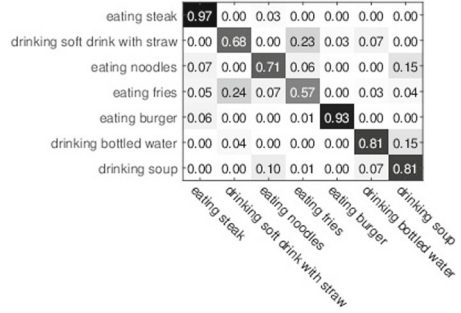 eating steak 0.97 0.00 0.03 0.00 0.00 0.00 0.00
drinking soft drink with straw 0.00 0.68 0.00 0.23 0.03 0.07 0.00
eating noodles 0.07 0.00 0.71 0.06 0.00 0.00 0.15
eating fries 0.05 0.24 0.07 0.57 0.00 0.03 0.04
eating burger 0.06 0.00 0.00 0.01 0.93 0.00 0.00
drinking bottled water 0.00 0.04 0.00 0.00 0.00 0.81 0.15
drinking soup 0.00 0.00 0.10 0.01 0.00 0.07 0.81
eating steak
drinking soft drink with straw
eating noodles
eating fries
eating burger
drinking bottled water
drinking soup